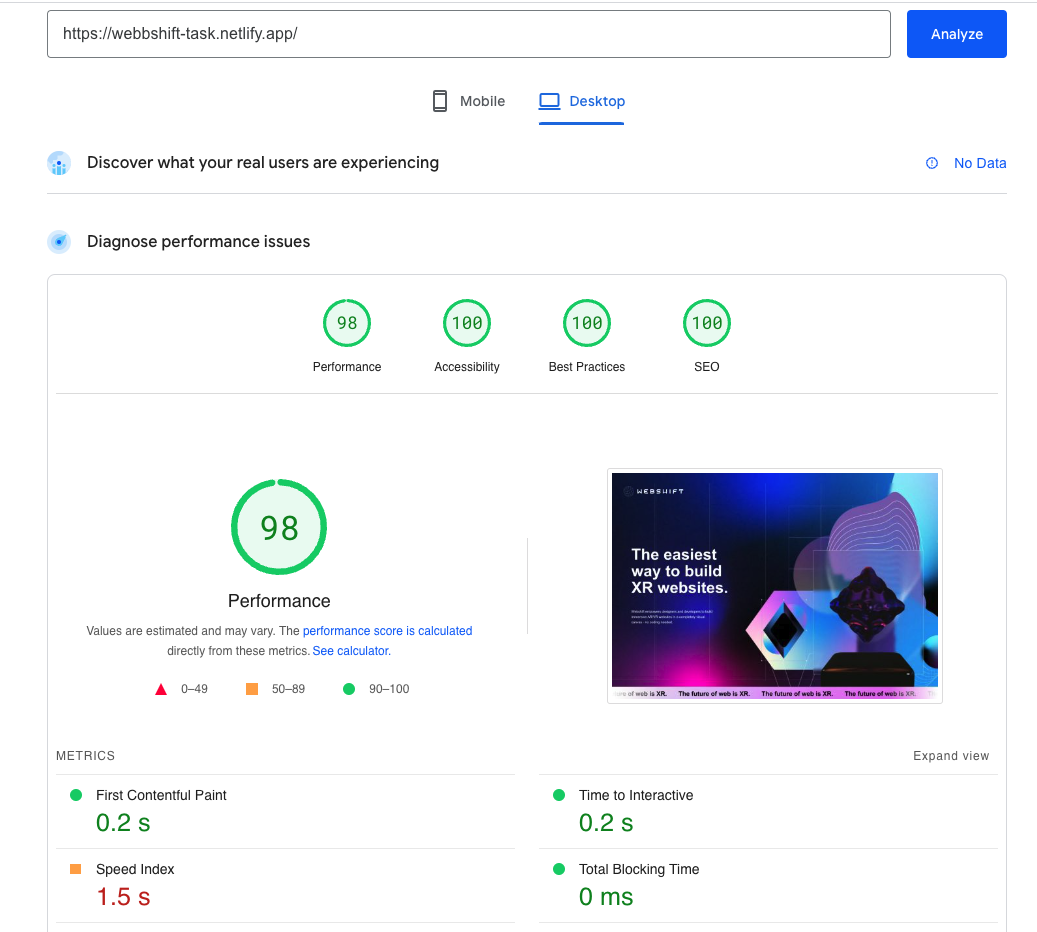 https://webbshift-task.netlify.app/
Analyze
Mobile
Desktop
Discover what your real users are experiencing
No Data
Diagnose performance issues
98
100
100
100
Performance
Accessibility
Best Practices
SEO
98
Performance
Values are estimated and may vary. The performance score is calculated
directly from these metrics. See calculator.
0–49
50–89
90–100
WEBSHIFT
The easiest
way to build
XR websites.
ure of web is XR. The future of web is XR. The future of web is XR. The future of web is XR.
METRICS
Expand view
First Contentful Paint
0.2 s
Time to Interactive
0.2 s
Speed Index
1.5 s
Total Blocking Time
0 ms